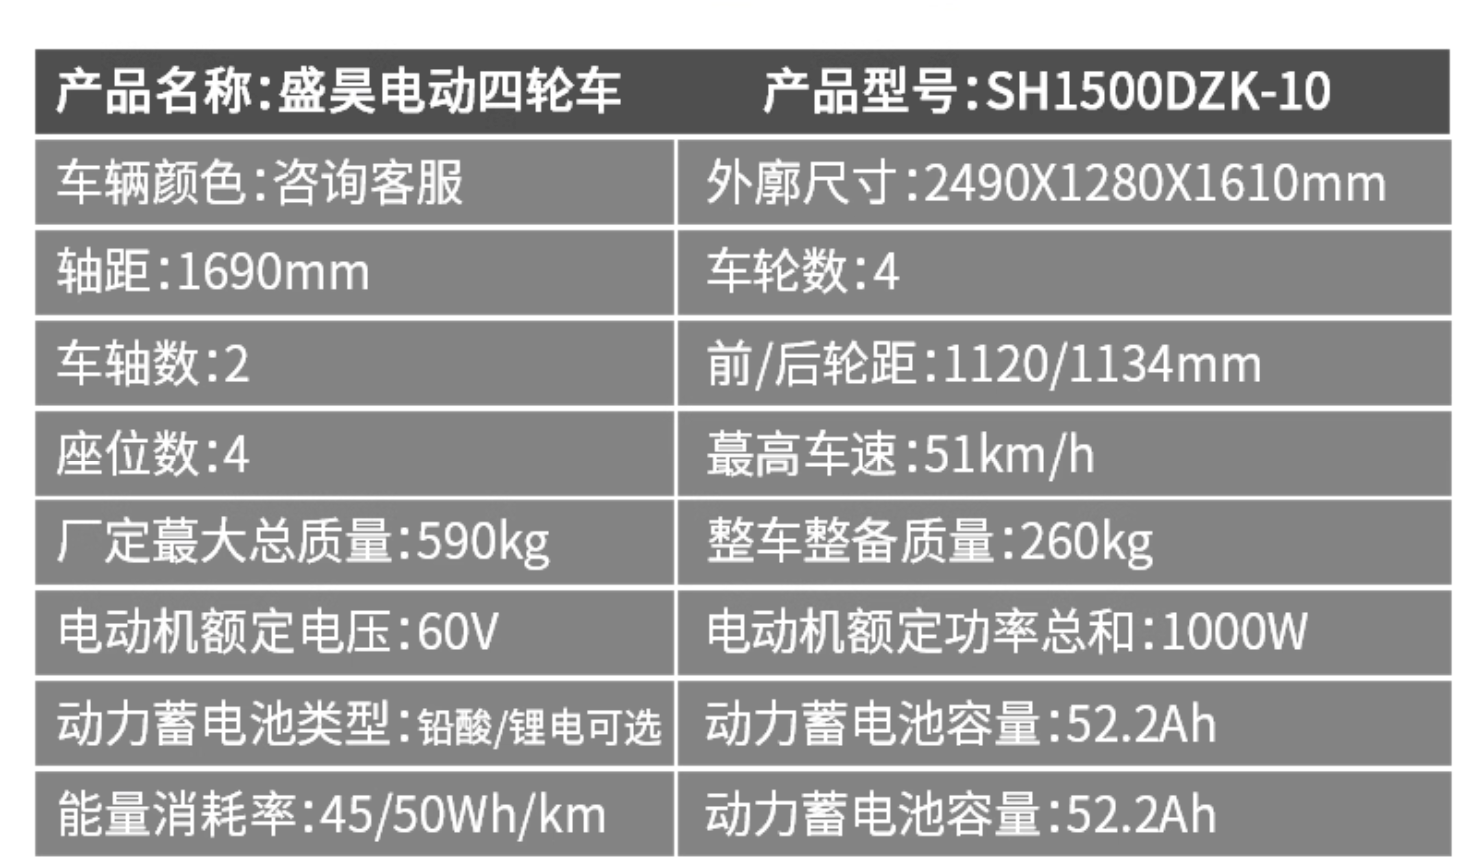 产品名称:盛昊电动四轮车
产品型号:SH1500DZK-10
车辆颜色:咨询客服
外廓尺寸:2490X1280X1610mm
轴距:1690mm
车轮数:4
车轴数:2
前/后轮距:1120/1134mm
座位数:4
蕞高车速:51km/h
厂定蕞大总质量:590kg
整车整备质量:260kg
电动机额定电压:60V
电动机额定功率总和:1000W
动力蓄电池类型:铅酸/锂电可选
动力蓄电池容量:52.2Ah
能量消耗率:45/50Wh/km
动力蓄电池容量:52.2Ah